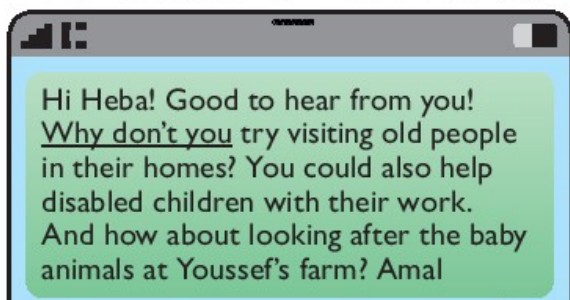 Hi Heba! Good to hear from you!
Why don't you try visiting old people
in their homes? You could also help
disabled children with their work.
And how about looking after the baby
animals at Youssef's farm? Amal